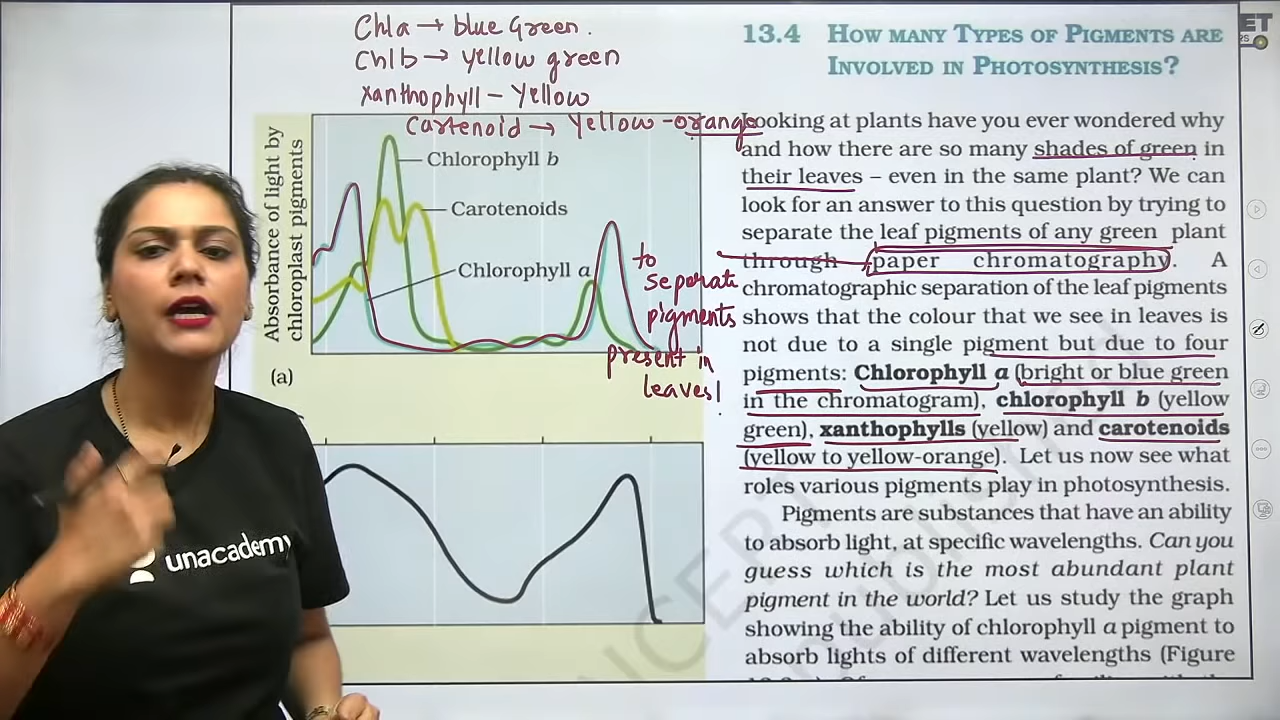 Chla → blue Green.
Chlb → yellow green
Xanthophyll - Yellow
Cartenoid → Yellow-orange
Absorbance of light by
chloroplast pigments
Chlorophyll b
Carotenoids
Chlorophyll a
(a)
to
separate
pigments
present in
leaves
unacademy
13.4 HOW MANY TYPES OF PIGMENTS ARE
INVOLVED IN PHOTOSYNTHESIS?
ooking at plants have you ever wondered why
and how there are so many shades of green in
their leaves – even in the same plant? We can
look for an answer to this question by trying to
separate the leaf pigments of any green plant
through paper chromatography. A
chromatographic separation of the leaf pigments
shows that the colour that we see in leaves is
not due to a single pigment but due to four
pigments: Chlorophyll a (bright or blue green
in the chromatogram), chlorophyll b (yellow
green), xanthophylls (yellow) and carotenoids
(yellow to yellow-orange). Let us now see what
roles various pigments play in photosynthesis.
Pigments are substances that have an ability
to absorb light, at specific wavelengths. Can you
guess which is the most abundant plant
pigment in the world? Let us study the graph
showing the ability of chlorophyll a pigment to
absorb lights of different wavelengths (Figure
ET